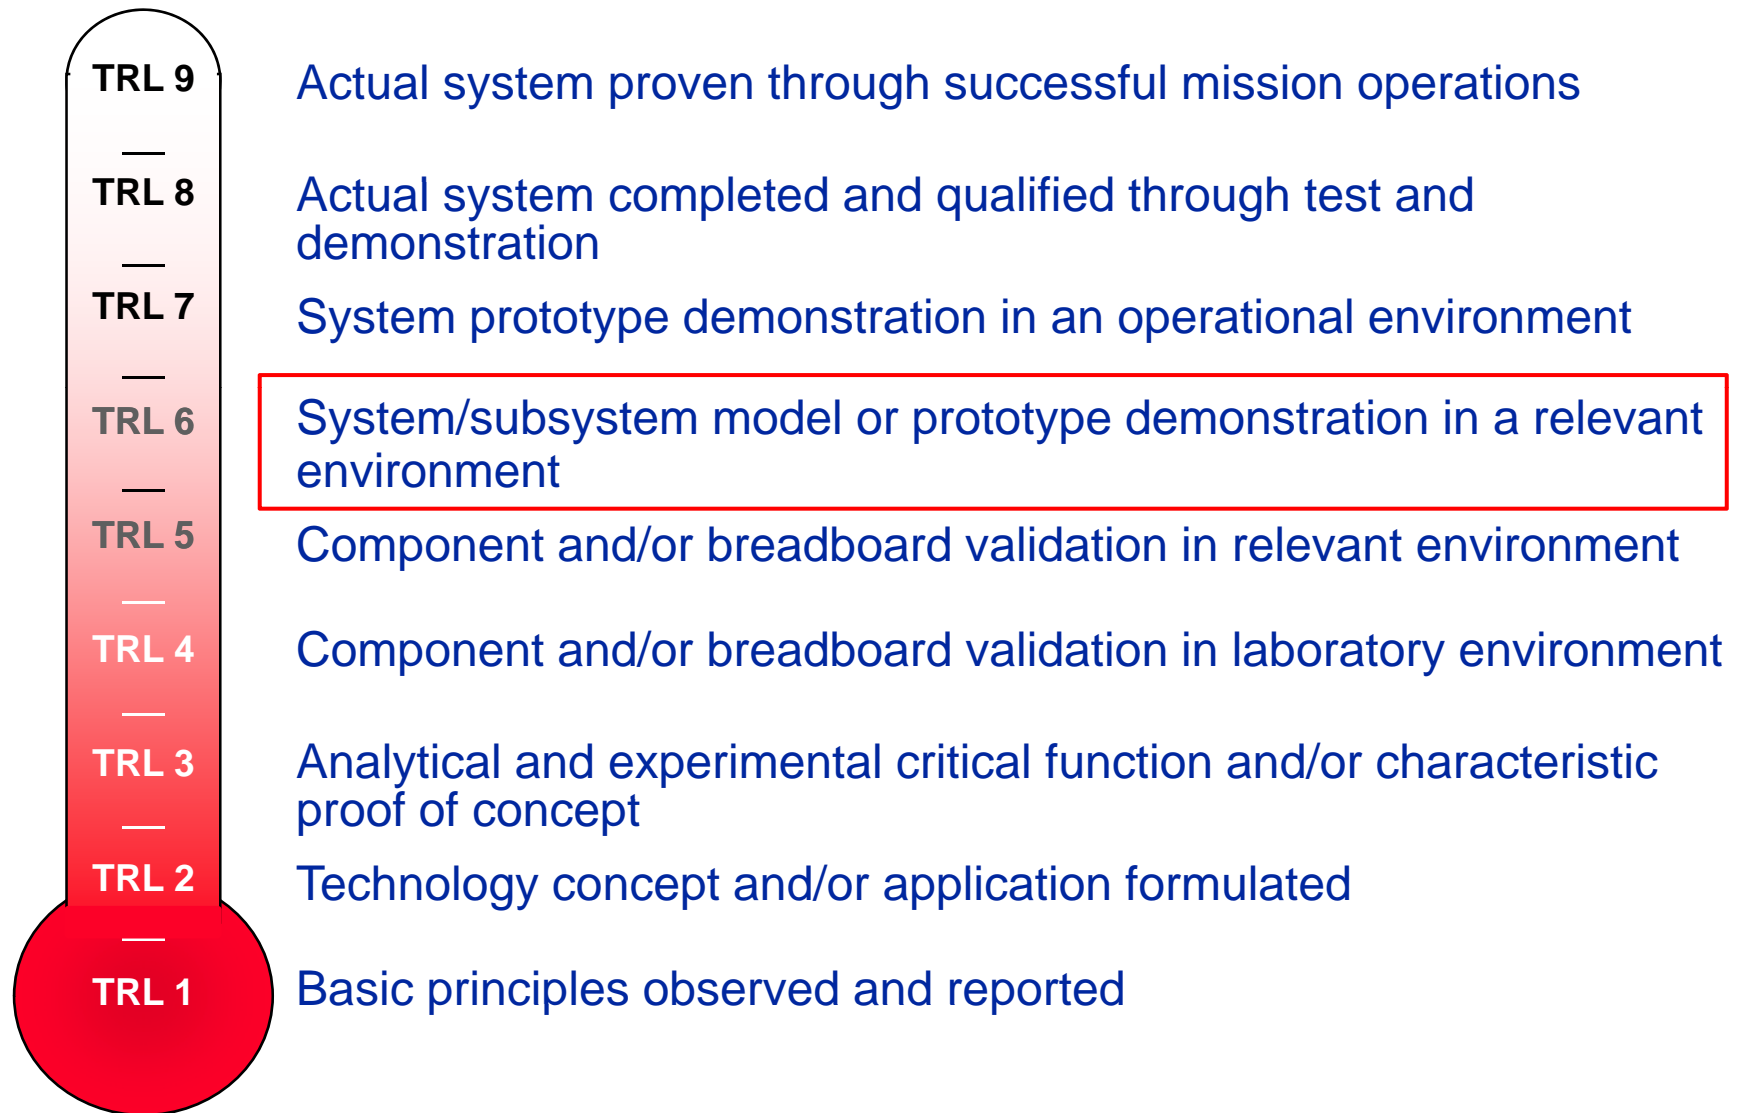 TRL 9 Actual system proven through successful mission operations
TRL 8 Actual system completed and qualified through test and
demonstration
TRL 7 System prototype demonstration in an operational environment
TRL 6 System/subsystem model or prototype demonstration in a relevant
environment
TRL 5 Component and/or breadboard validation in relevant environment
TRL 4 Component and/or breadboard validation in laboratory environment
TRL 3 Analytical and experimental critical function and/or characteristic
proof of concept
TRL 2 Technology concept and/or application formulated
TRL 1 Basic principles observed and reported